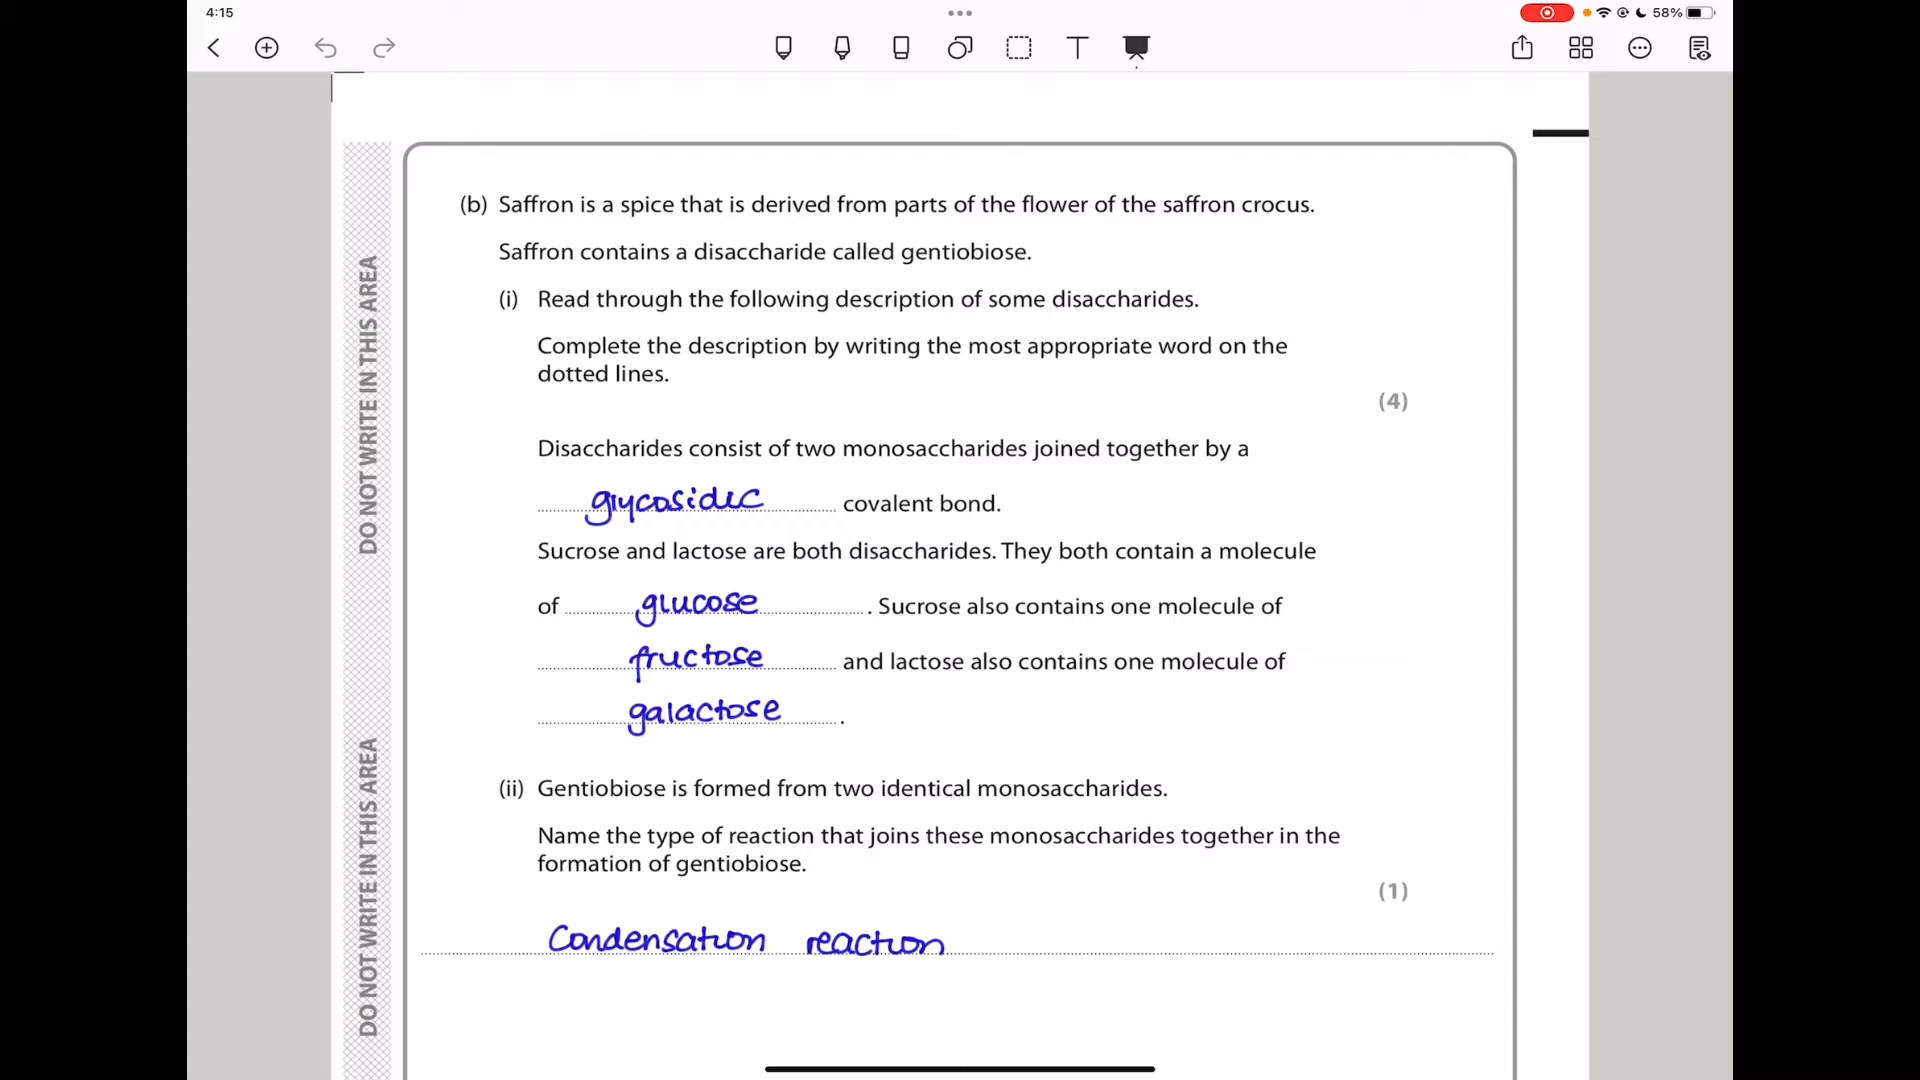 4:15
58%
(b) Saffron is a spice that is derived from parts of the flower of the saffron crocus.
Saffron contains a disaccharide called gentiobiose.
(i) Read through the following description of some disaccharides.
Complete the description by writing the most appropriate word on the
dotted lines.
(4)
Disaccharides consist of two monosaccharides joined together by a
glycosidic covalent bond.
Sucrose and lactose are both disaccharides. They both contain a molecule
of glucose. Sucrose also contains one molecule of
fructose and lactose also contains one molecule of
galactose.
(ii) Gentiobiose is formed from two identical monosaccharides.
Name the type of reaction that joins these monosaccharides together in the
formation of gentiobiose.
(1)
Condensation reaction
DO NOT WRITE IN THIS AREA
DO NOT WRITE IN THIS AREA